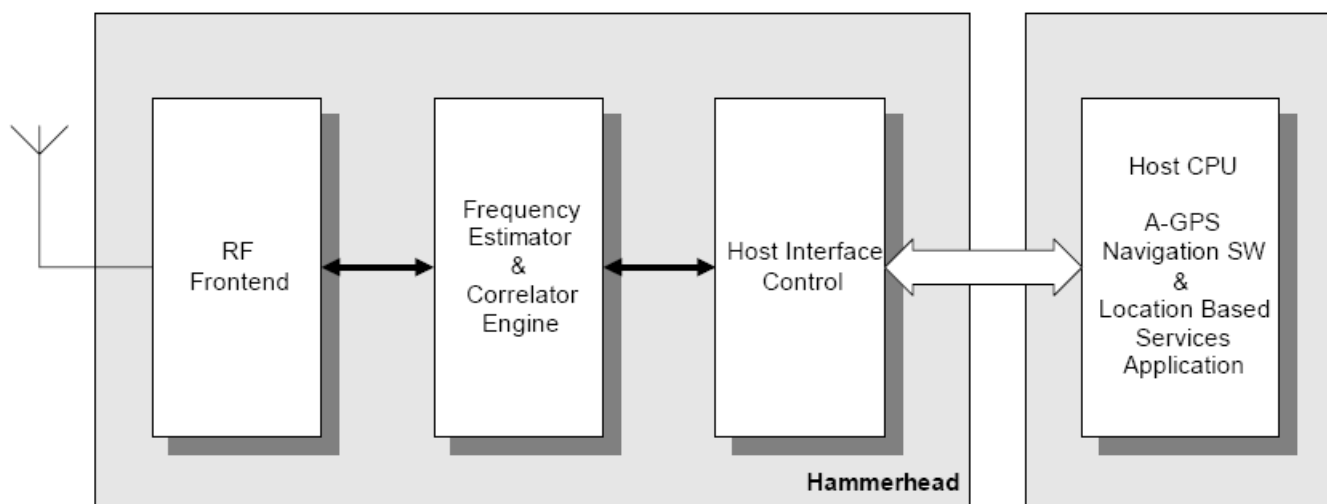 RF
Frontend
Frequency
Estimator
&
Correlator
Engine
Host Interface
Control
Host CPU
A-GPS
Navigation SW
&
Location Based
Services
Application
Hammerhead